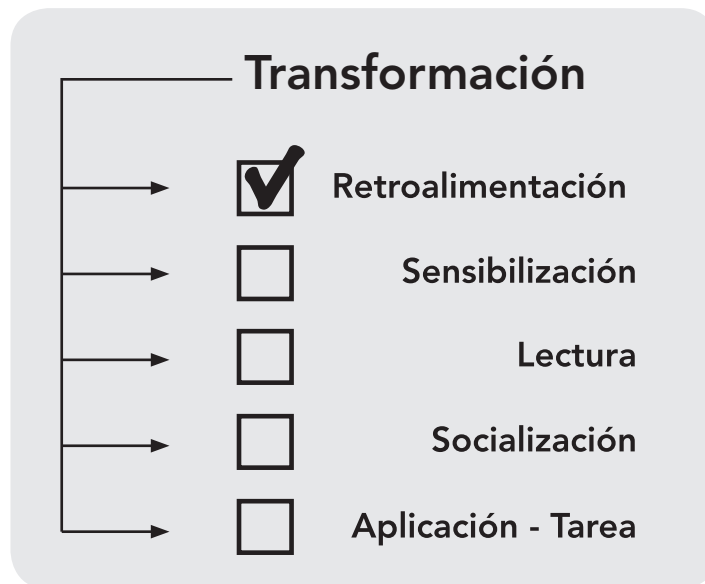 Transformación
Retroalimentación
Sensibilización
Lectura
Socialización
Aplicación - Tarea